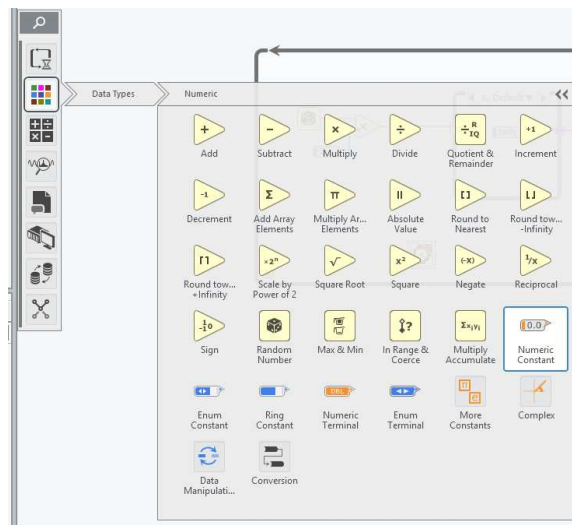 Data Types
Numeric
Add
Subtract
Multiply
Divide
Quotient &
Remainder
Increment
Decrement
Add Array
Elements
Multiply Ar...
Elements
Absolute
Value
Round to
Nearest
Round tow...
-Infinity
Round tow...
+Infinity
Scale by
Power of 2
Square Root
Square
Negate
Reciprocal
Sign
Random
Number
Max & Min
In Range &
Coerce
Multiply
Accumulate
Numeric
Constant
Enum
Constant
Ring
Constant
Numeric
Terminal
Enum
Terminal
More
Constants
Complex
Data
Manipulati...
Conversion